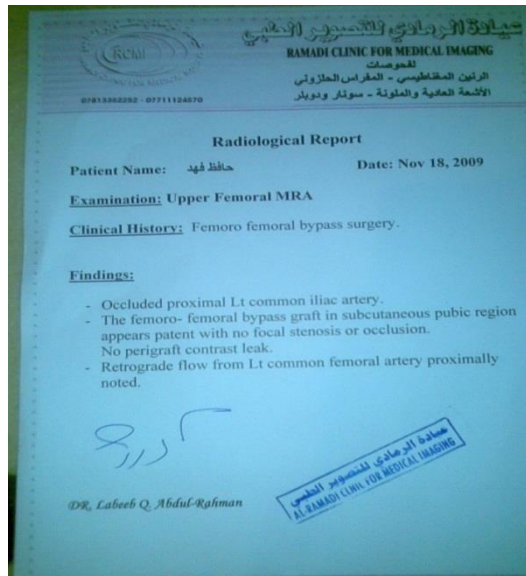 RCMI
عيادة الرمادي للتصوير الطبي
RAMADI CLINIC FOR MEDICAL IMAGING
لفحوصات
الرنين المغناطيسي - المفراس الحلزوني
الأشعة العادية والملونة - سونار ودوبلر
Radiological Report
Patient Name: حافظ فهد Date: Nov 18, 2009
Examination: Upper Femoral MRA
Clinical History: Femoro femoral bypass surgery.
Findings:
- Occluded proximal Lt common iliac artery.
- The femoro- femoral bypass graft in subcutaneous pubic region
appears patent with no focal stenosis or occlusion.
No perigraft contrast leak.
- Retrograde flow from Lt common femoral artery proximally
noted.
عيادة الرمادي للتصوير الطبي
AL-RAMADI CLINIC FOR MEDICAL IMAGING
DR, Labeeb Q. Abdul-Rahman